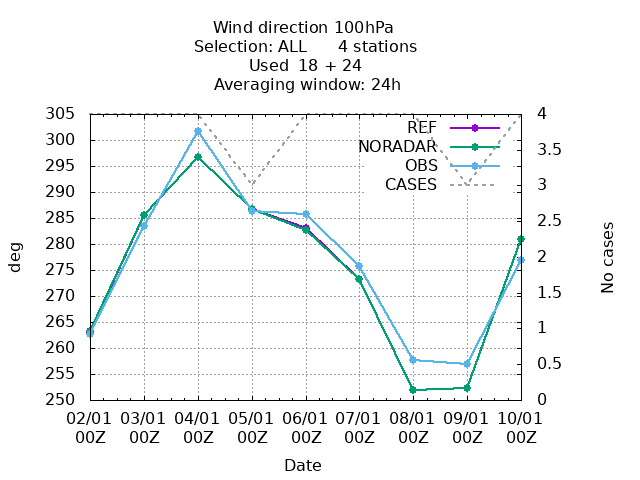 Wind direction 100hPa
Selection: ALL      4 stations
Used  18 + 24
Averaging window: 24h
305
300
295
290
285
280
275
270
265
260
255
250
deg
4
3.5
3
2.5
2
1.5
1
0.5
0
No cases
REF
NORADAR
OBS
CASES
02/01 03/01 04/01 05/01 06/01 07/01 08/01 09/01 10/01
00Z 00Z 00Z 00Z 00Z 00Z 00Z 00Z 00Z
Date